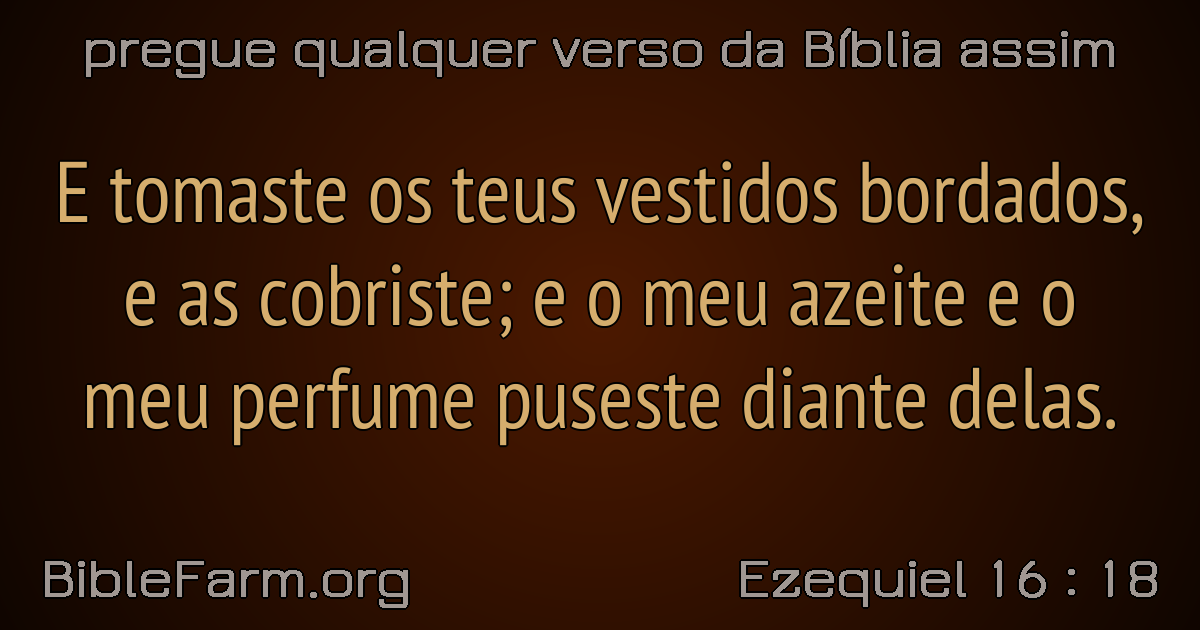 pregue qualquer verso da Bíblia assim
E tomaste os teus vestidos bordados,
e as cobriste; e o meu azeite e o
meu perfume puseste diante delas.
BibleFarm.org
Ezequiel 16 : 18